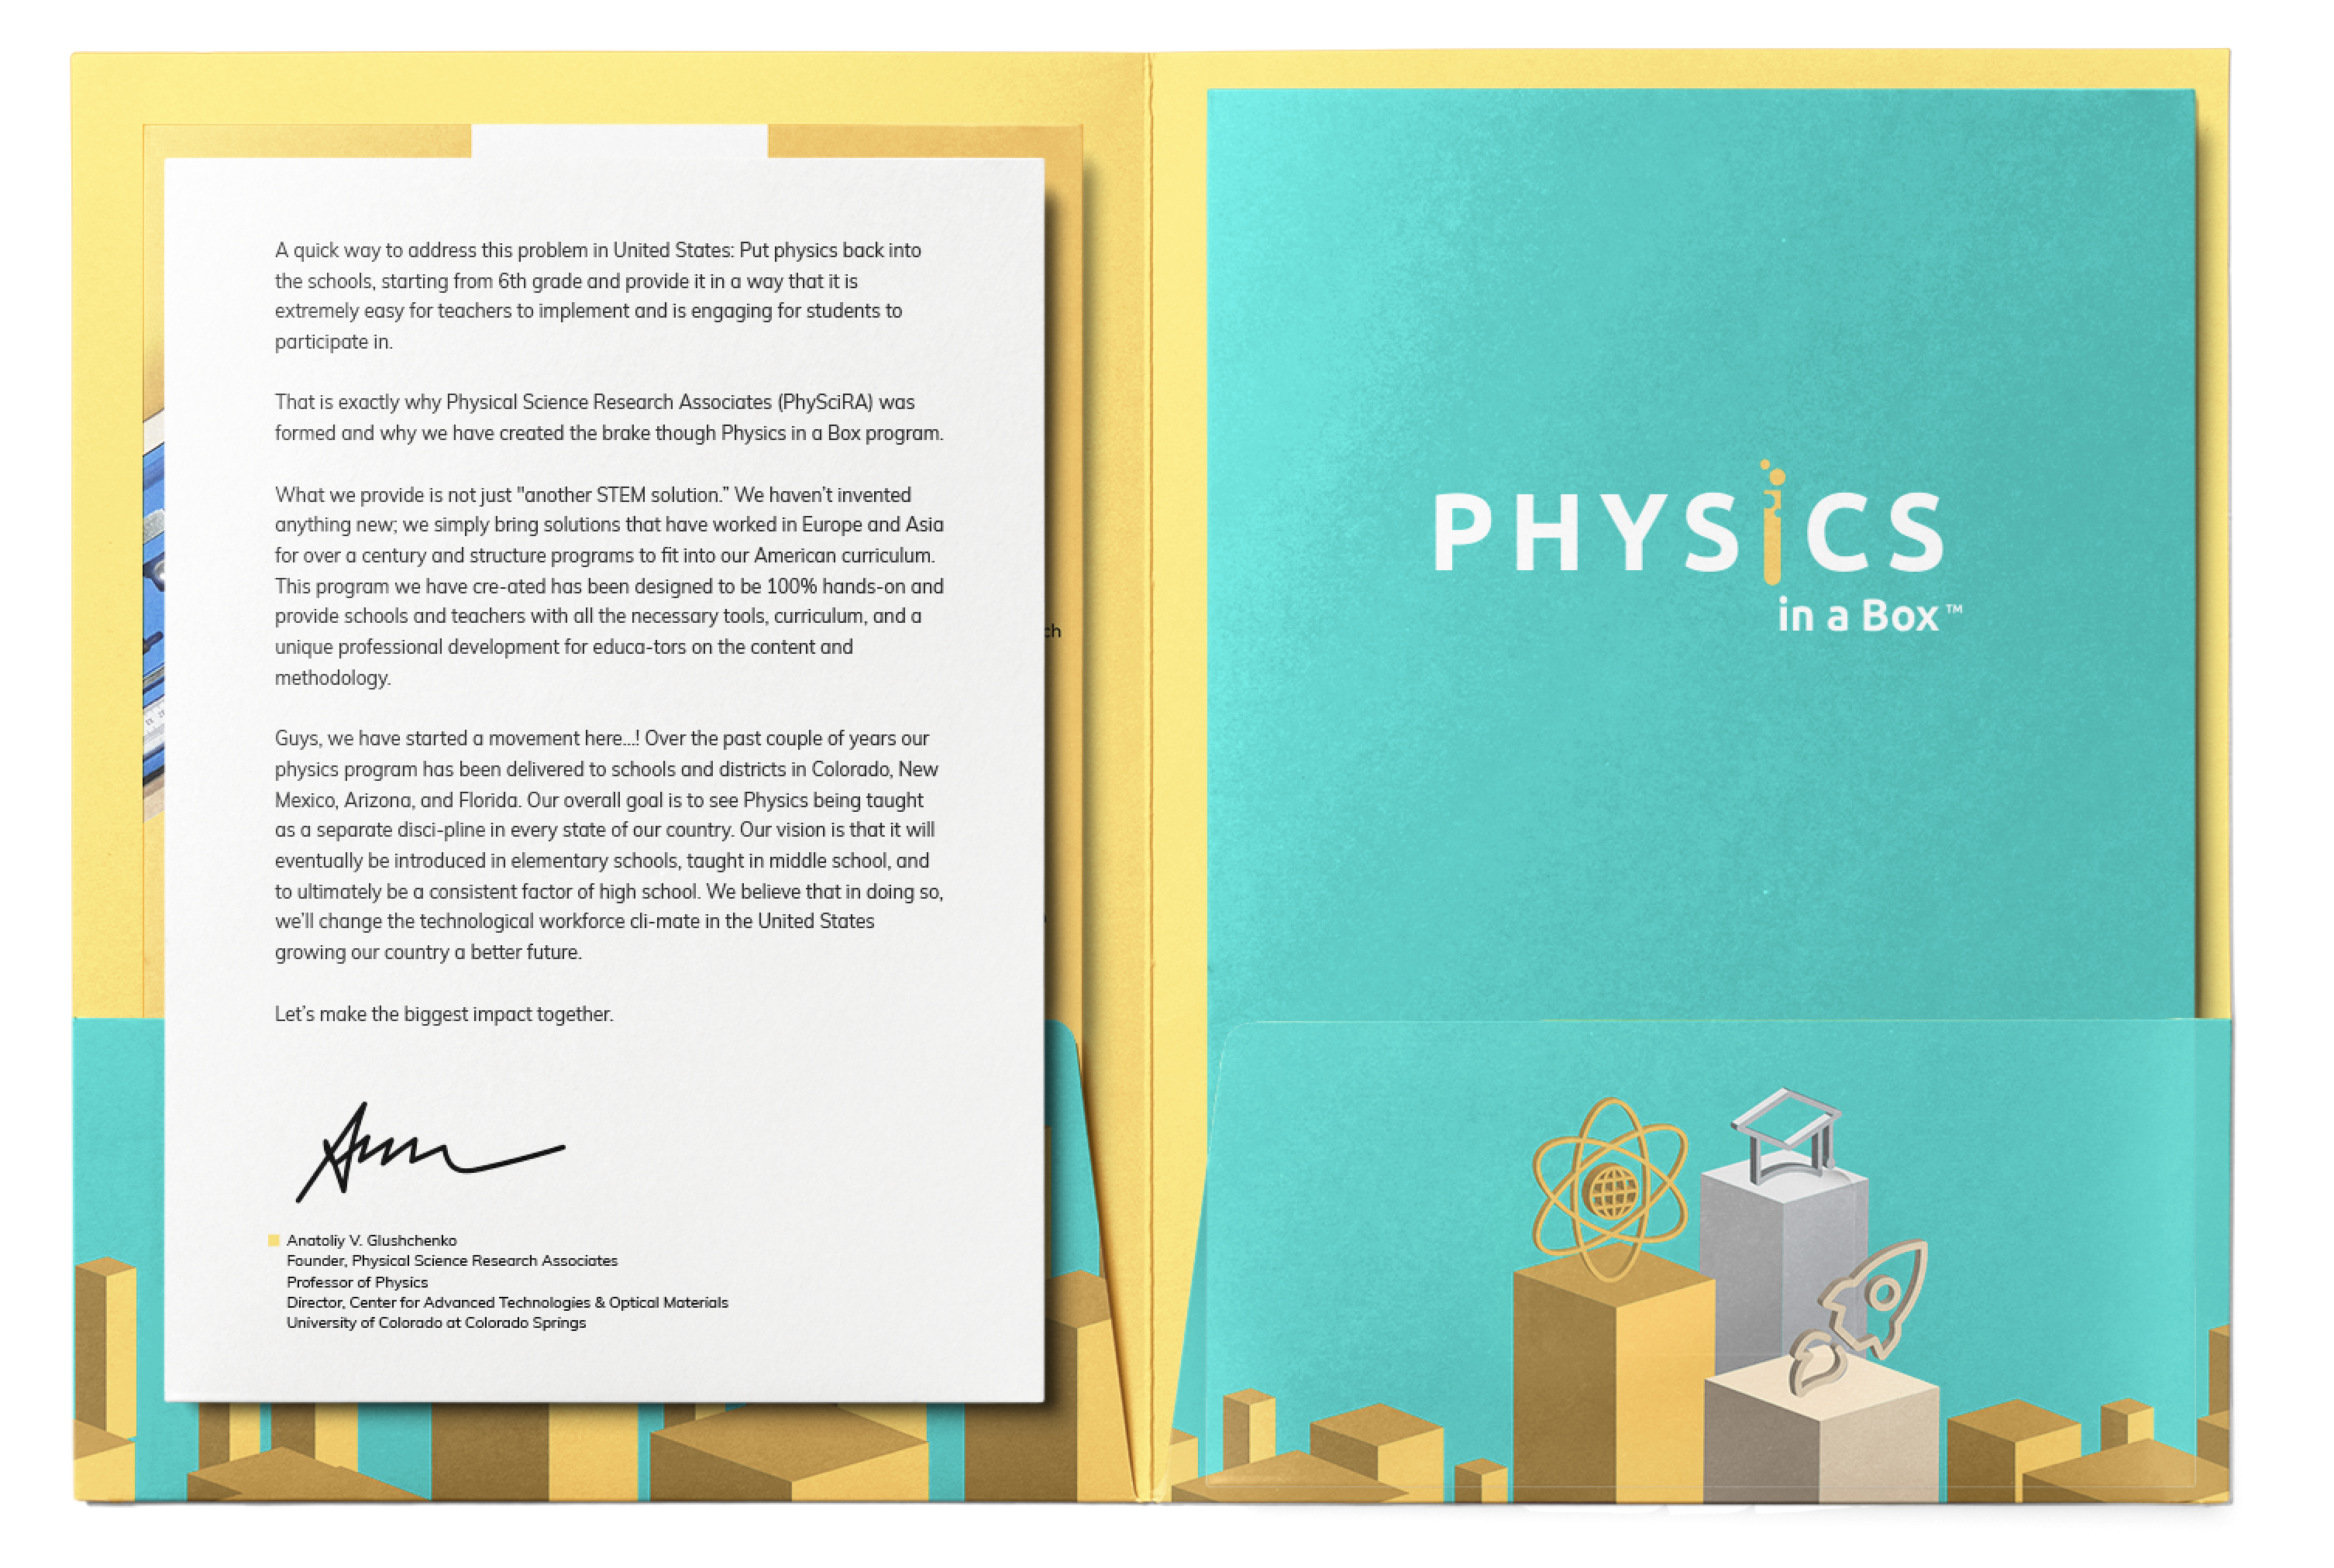 A quick way to address this problem in United States: Put physics back into
the schools, starting from 6th grade and provide it in a way that it is
extremely easy for teachers to implement and is engaging for students to
participate in.
That is exactly why Physical Science Research Associates (PhySciRA) was
formed and why we have created the brake though Physics in a Box program.
What we provide is not just "another STEM solution.” We haven’t invented
anything new; we simply bring solutions that have worked in Europe and Asia
for over a century and structure programs to fit into our American curriculum.
This program we have cre-ated has been designed to be 100% hands-on and
provide schools and teachers with all the necessary tools, curriculum, and a
unique professional development for educa-tors on the content and
methodology.
Guys, we have started a movement here...! Over the past couple of years our
physics program has been delivered to schools and districts in Colorado, New
Mexico, Arizona, and Florida. Our overall goal is to see Physics being taught
as a separate disci-pline in every state of our country. Our vision is that it will
eventually be introduced in elementary schools, taught in middle school, and
to ultimately be a consistent factor of high school. We believe that in doing so,
we’ll change the technological workforce cli-mate in the United States
growing our country a better future.
Let’s make the biggest impact together.
Anatoliy V. Glushchenko
Founder, Physical Science Research Associates
Professor of Physics
Director, Center for Advanced Technologies & Optical Materials
University of Colorado at Colorado Springs
ch
PHYSiCS
in a Box™